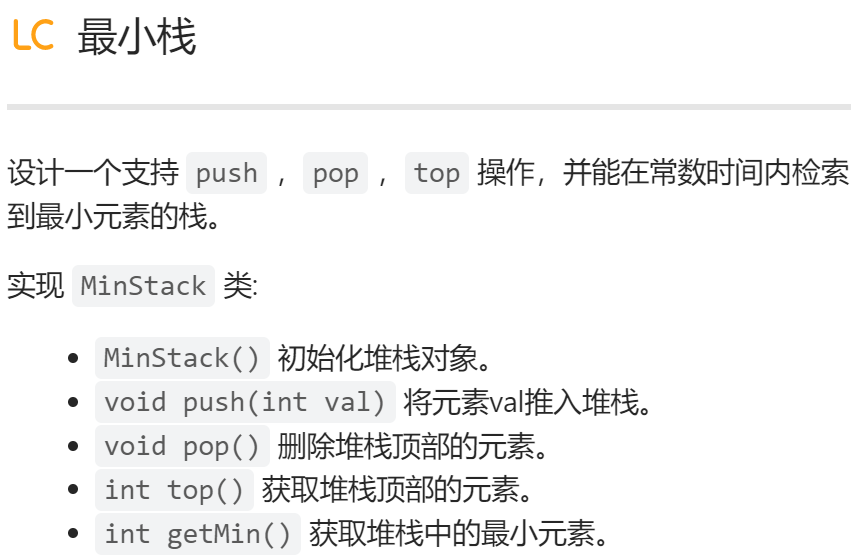 LC 最小栈
设计一个支持 push ，pop ，top 操作，并能在常数时间内检索
到最小元素的栈。
实现 MinStack 类:
• MinStack() 初始化堆栈对象。
• void push(int val) 将元素val推入堆栈。
• void pop() 删除堆栈顶部的元素。
• int top() 获取堆栈顶部的元素。
• int getMin() 获取堆栈中的最小元素。